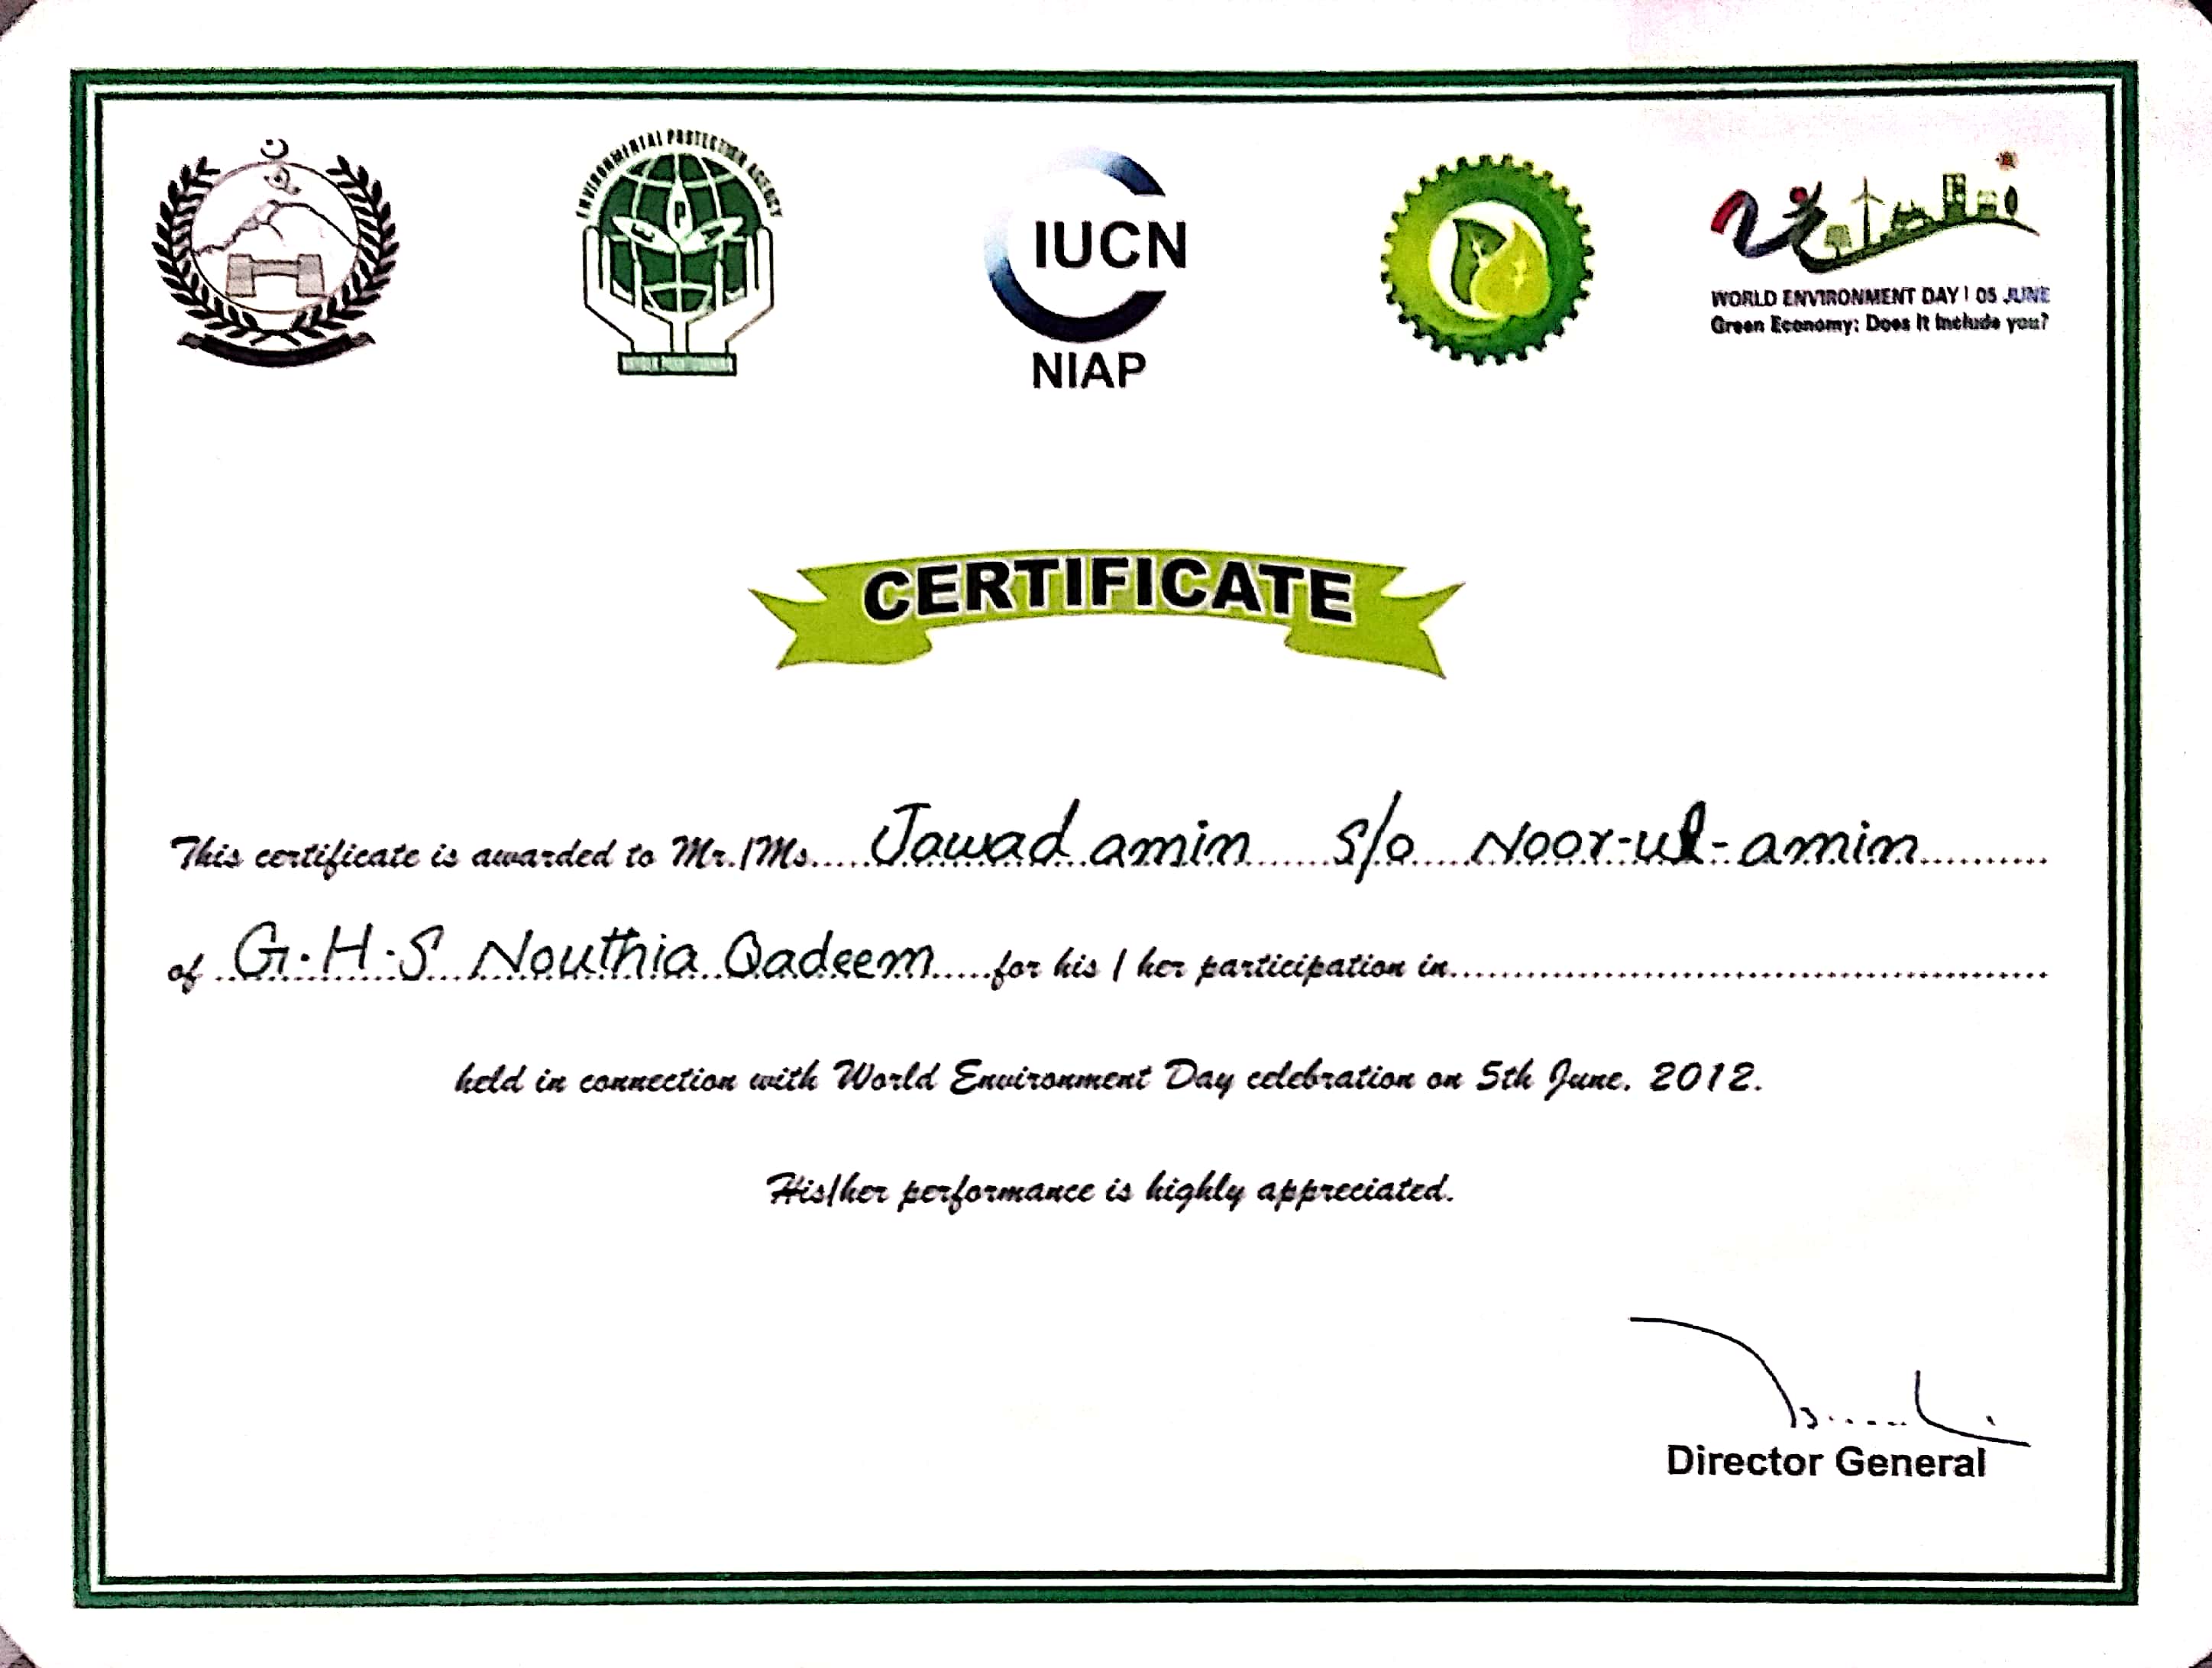 ENVIRONMENTAL PROTECTION AGENCY
E P A
IUCN
NIAP
WORLD ENVIRONMENT DAY | 05 JUNE
Green Economy: Does it include you?
CERTIFICATE
This certificate is awarded to Mr./Ms..... Jawad amin s/o Noor-ul-amin
of G.H.S Nouthia Qadeem for his / her participation in
held in connection with World Environment Day celebration on 5th June. 2012.
His/her performance is highly appreciated.
Director General